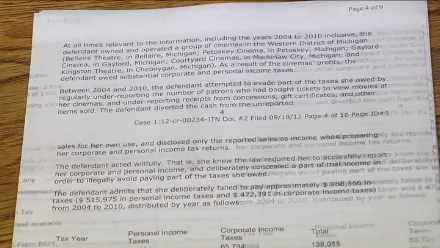 Page 4 of 6
At all times relevant to the Information, including the years 2004 to 2010 inclusive, the
defendant owned and operated a group of cinemas in the Western District of Michigan
(Bellaire Theatre, in Bellaire, Michigan; Petoskey Cinema, in Petoskey, Michigan; Gaylord
Cinema, in Gaylord, Michigan; Courtyard Cinemas, in Mackinaw City, Michigan; and
Kingston Theatre, in Cheboygan, Michigan). As a result of the cinemas' profits, the
defendant owed substantial corporate and personal income taxes.
Between 2004 and 2010, the defendant attempted to evade part of the taxes she owed by
regularly under-reporting the number of patrons who had bought tickets to view movies at
her cinemas, and under-reporting receipts from concessions, gift certificates, and other
items sold. The defendant diverted the cash from the unreported
4
Case 1:12-cr-00234-TN Doc #2 Filed 09/18/12 Page 4 of 10 Page ID#5
sales for her own use, and disclosed only the reported sales as income when preparing
her corporate and personal income tax returns.
The defendant acted willfully. That is, she knew the law required her to accurately report
her corporate and personal income, and deliberately concealed a part of that income in
order to illegally avoid paying part of the taxes she owed.
The defendant admits that she deliberately failed to pay approximately $ 988,366 in
taxes ($ 515,975 in personal income taxes and $ 472,391 in corporate income taxes)
from 2004 to 2010, distributed by year as follows:
Tax Year
Personal Income
Taxes
Corporate Income
Taxes
Total
65,734
138,015